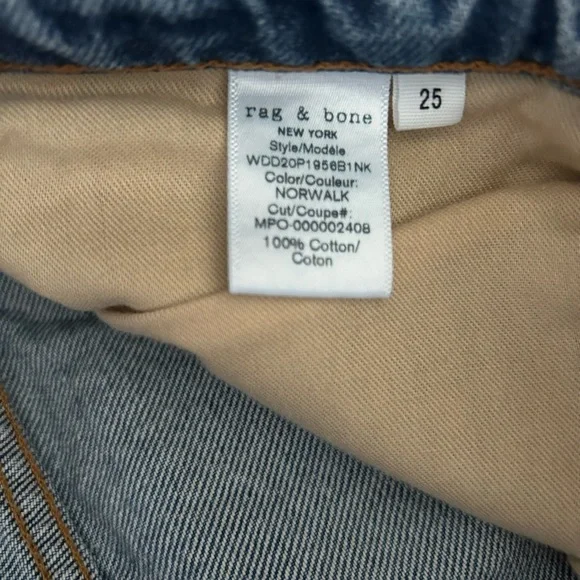 rag & bone
NEW YORK
Style/Modèle
WDD20P1956B1NK
Color/Couleur:
NORWALK
Cut/Coupe#:
MPO-000002408
100% Cotton/
Coton
25